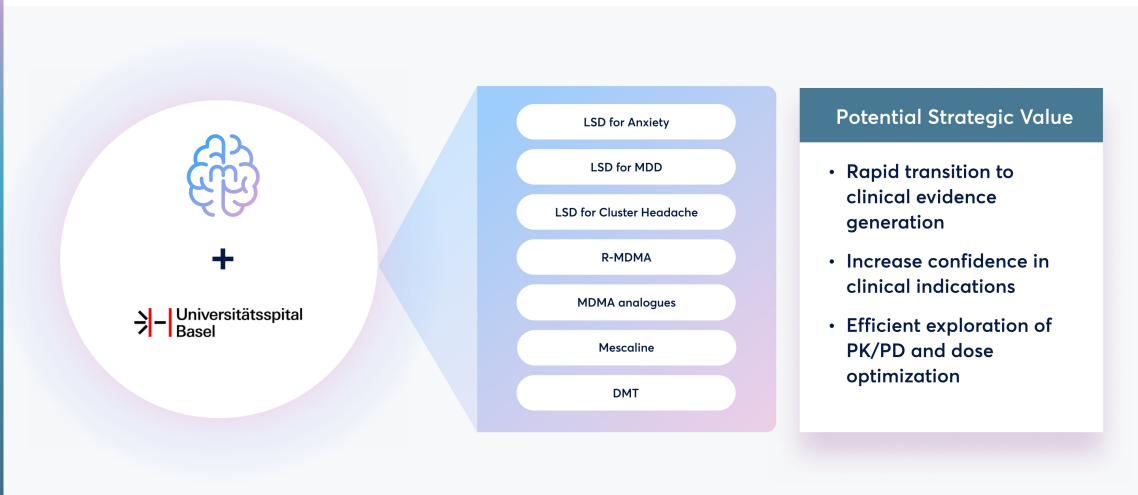 +
Universitätsspital
Basel
LSD for Anxiety
LSD for MDD
LSD for Cluster Headache
R-MDMA
MDMA analogues
Mescaline
DMT
Potential Strategic Value
• Rapid transition to
clinical evidence
generation
• Increase confidence in
clinical indications
• Efficient exploration of
PK/PD and dose
optimization